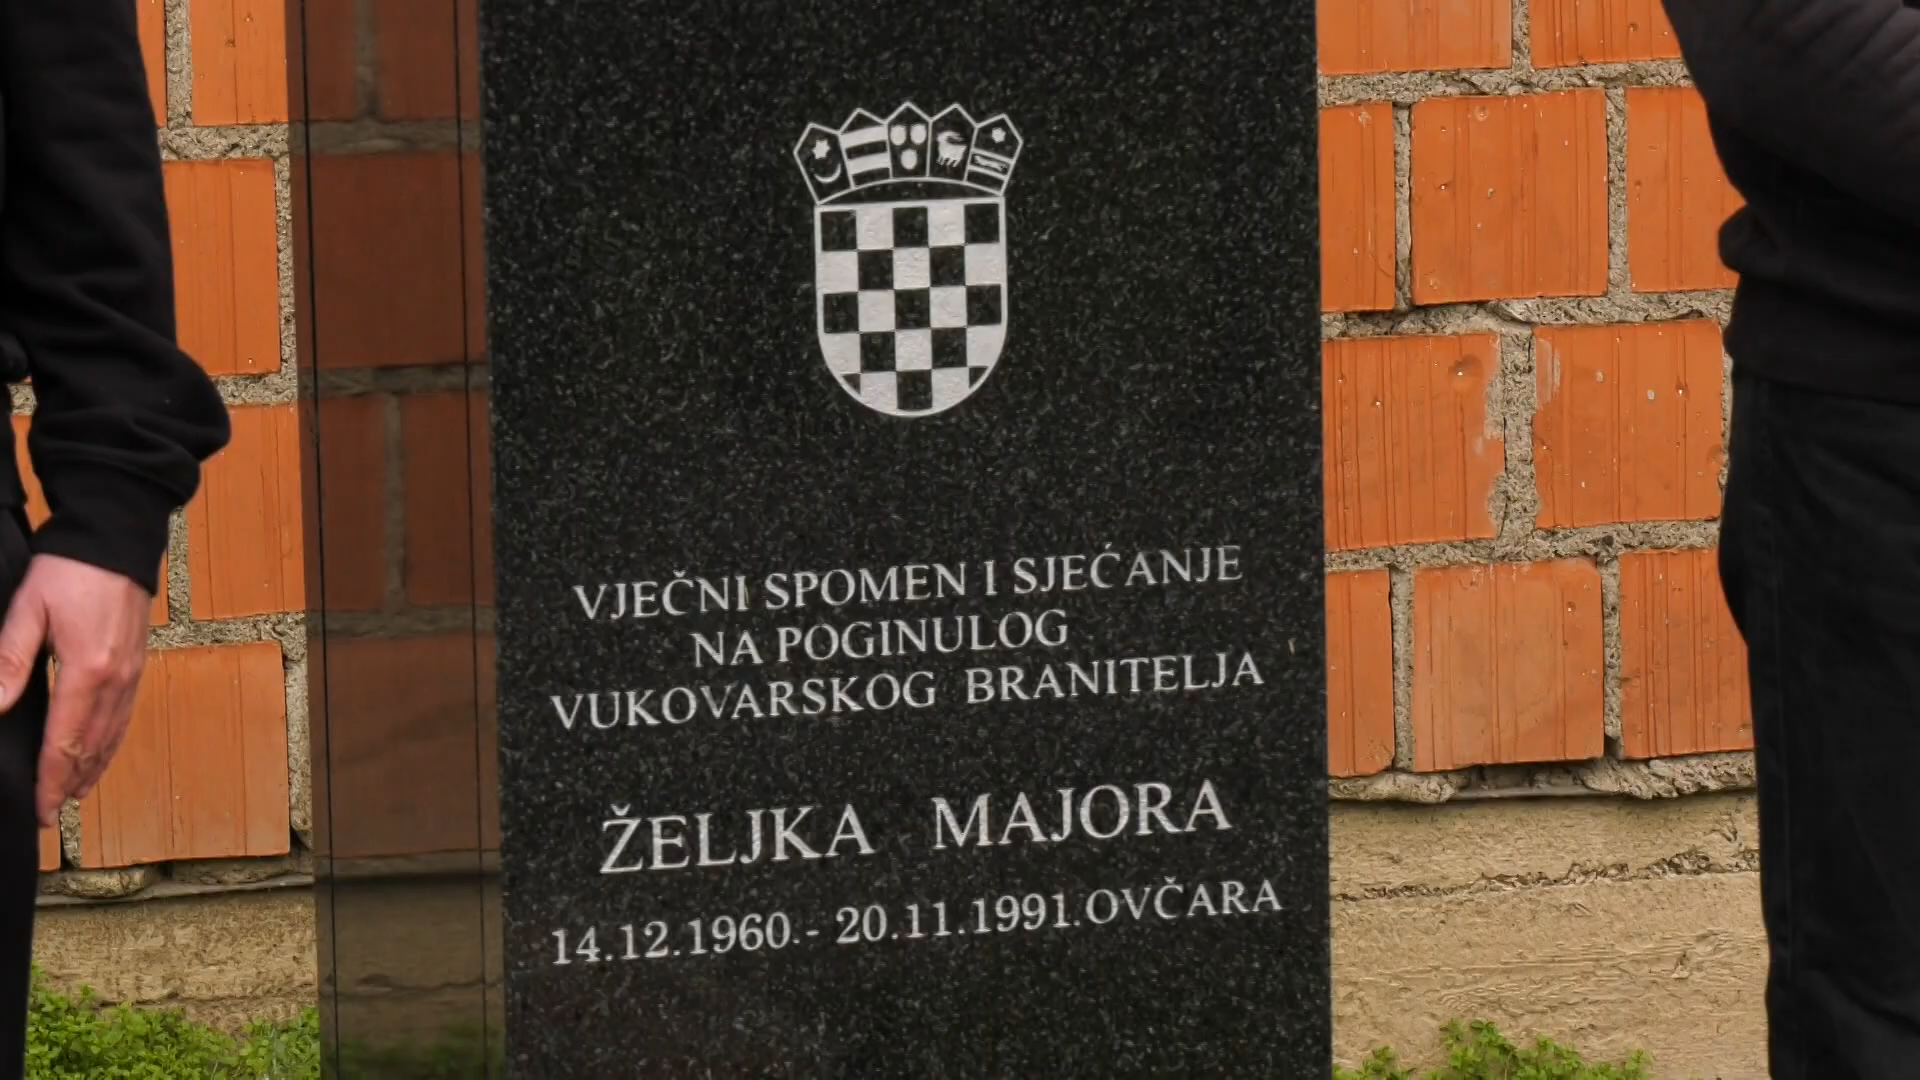 VJEČNI SPOMEN I SJEĆANJE
NA POGINULOG
VUKOVARSKOG BRANITELJA
ŽELJKA MAJORA
14.12.1960.- 20.11.1991.OVČARA